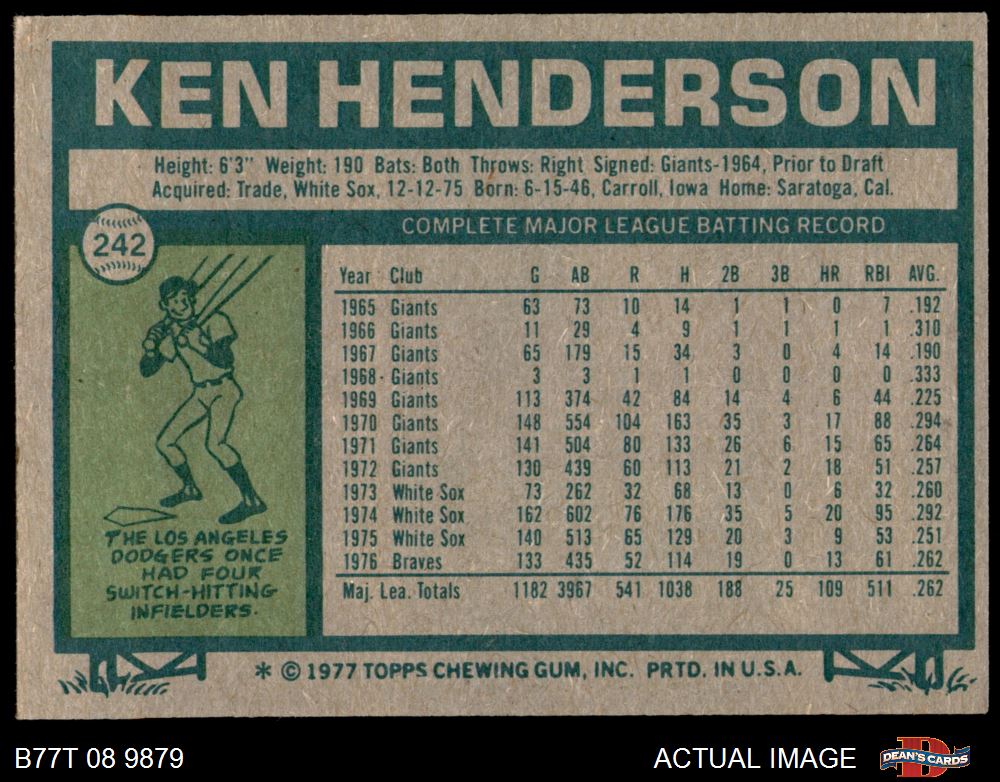 KEN HENDERSON
Height: 6'3" Weight: 190 Bats: Both Throws: Right Signed: Giants-1964, Prior to Draft
Acquired: Trade, White Sox, 12-12-75 Born: 6-15-46, Carroll, Iowa Home: Saratoga, Cal.
242
COMPLETE MAJOR LEAGUE BATTING RECORD
Year Club G AB R H 2B 3B HR RBI AVG.
1965 Giants 63 73 10 14 1 1 0 7 .192
1966 Giants 11 29 4 9 1 1 1 1 .310
1967 Giants 65 179 15 34 3 0 4 14 .190
1968 Giants 3 3 1 1 0 0 0 0 .333
1969 Giants 113 374 42 84 14 4 6 44 .225
1970 Giants 148 554 104 163 35 3 17 88 .294
1971 Giants 141 504 80 133 26 6 15 65 .264
1972 Giants 130 439 60 113 21 2 18 51 .257
1973 White Sox 73 262 32 68 13 0 6 32 .260
1974 White Sox 162 602 76 176 35 5 20 95 .292
1975 White Sox 140 513 65 129 20 3 9 53 .251
1976 Braves 133 435 52 114 19 0 13 61 .262
Maj. Lea. Totals 1182 3967 541 1038 188 25 109 511 .262
THE LOS ANGELES
DODGERS ONCE
HAD FOUR
SWITCH-HITTING
INFIELDERS.
* © 1977 TOPPS CHEWING GUM, INC. PRTD. IN U.S.A.
B77T 08 9879
ACTUAL IMAGE
D
DEAN'S CARDS